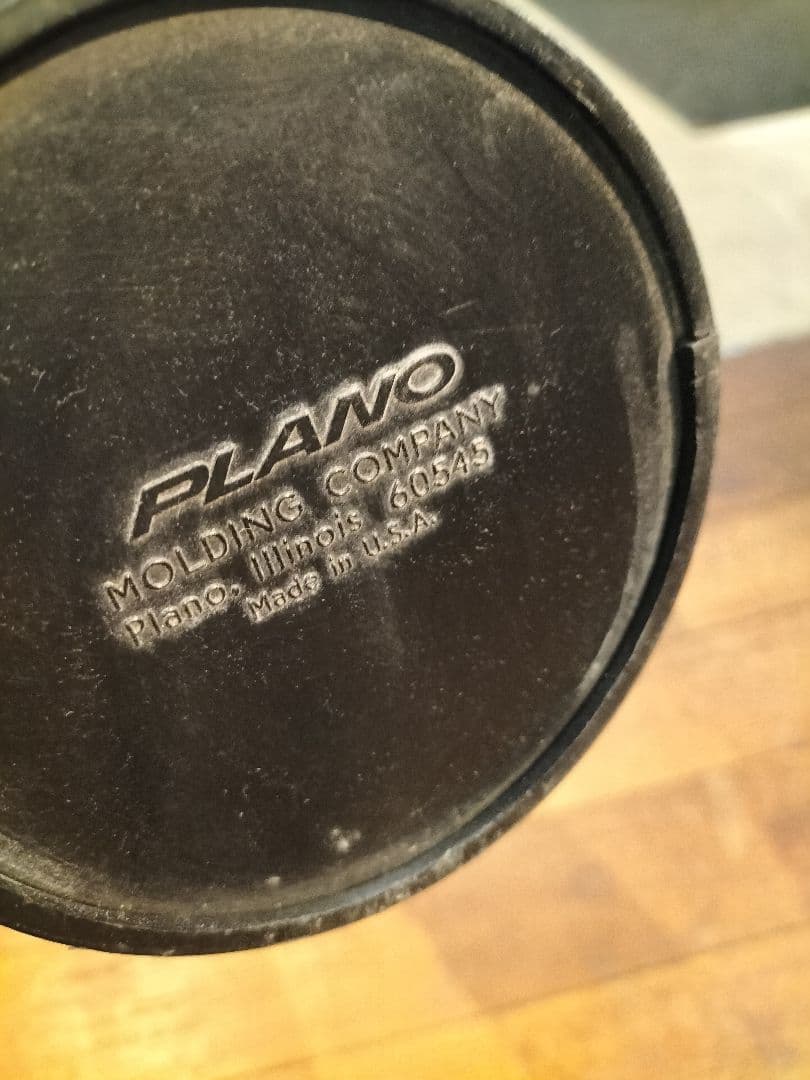 PLANO
MOLDING COMPANY
Plano, Illinois 60545
Made in U.S.A.